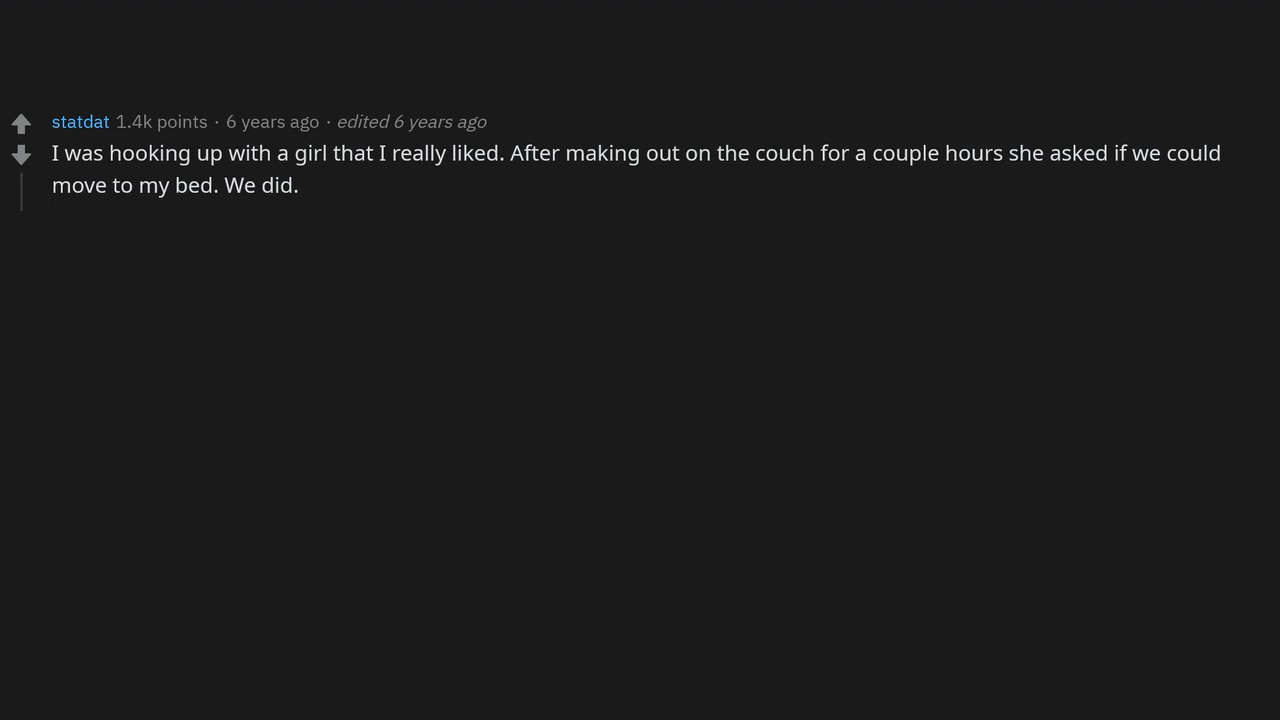 statdat 1.4k points · 6 years ago · edited 6 years ago
I was hooking up with a girl that I really liked. After making out on the couch for a couple hours she asked if we could
move to my bed. We did.